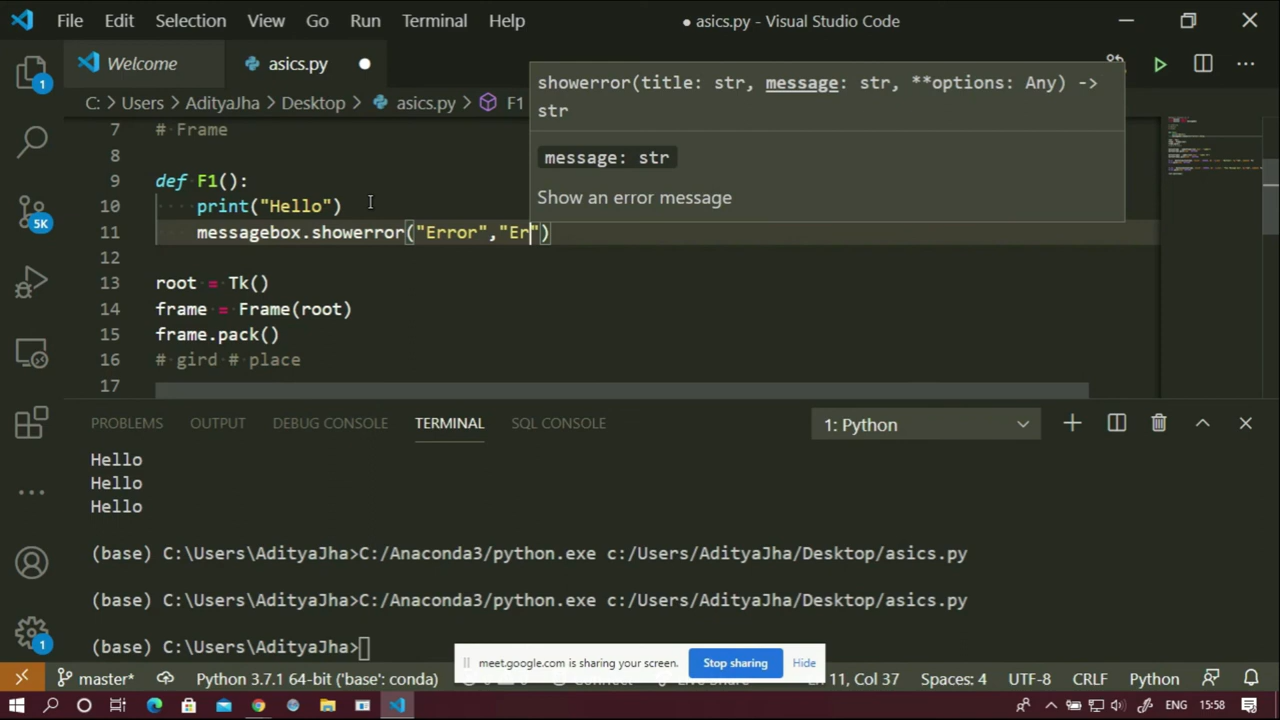 File Edit Selection View Go Run Terminal Help ● asics.py - Visual Studio Code
Welcome asics.py
C: > Users > AdityaJha > Desktop > asics.py > F1
showerror(title: str, message: str, **options: Any) ->
str
message: str
Show an error message
7 # Frame
8
9 def F1():
10 print("Hello")
11 messagebox.showerror("Error","Er")
12
13 root = Tk()
14 frame = Frame(root)
15 frame.pack()
16 # gird # place
17
1
5K
1
PROBLEMS OUTPUT DEBUG CONSOLE TERMINAL SQL CONSOLE 1: Python
Hello
Hello
Hello
(base) C:\Users\AdityaJha>C:/Anaconda3/python.exe c:/Users/AdityaJha/Desktop/asics.py
(base) C:\Users\AdityaJha>C:/Anaconda3/python.exe c:/Users/AdityaJha/Desktop/asics.py
(base) C:\Users\AdityaJha>
meet.google.com is sharing your screen. Stop sharing Hide
master* Python 3.7.1 64-bit ('base': conda) Ln 11, Col 37 Spaces: 4 UTF-8 CRLF Python
ENG 15:58